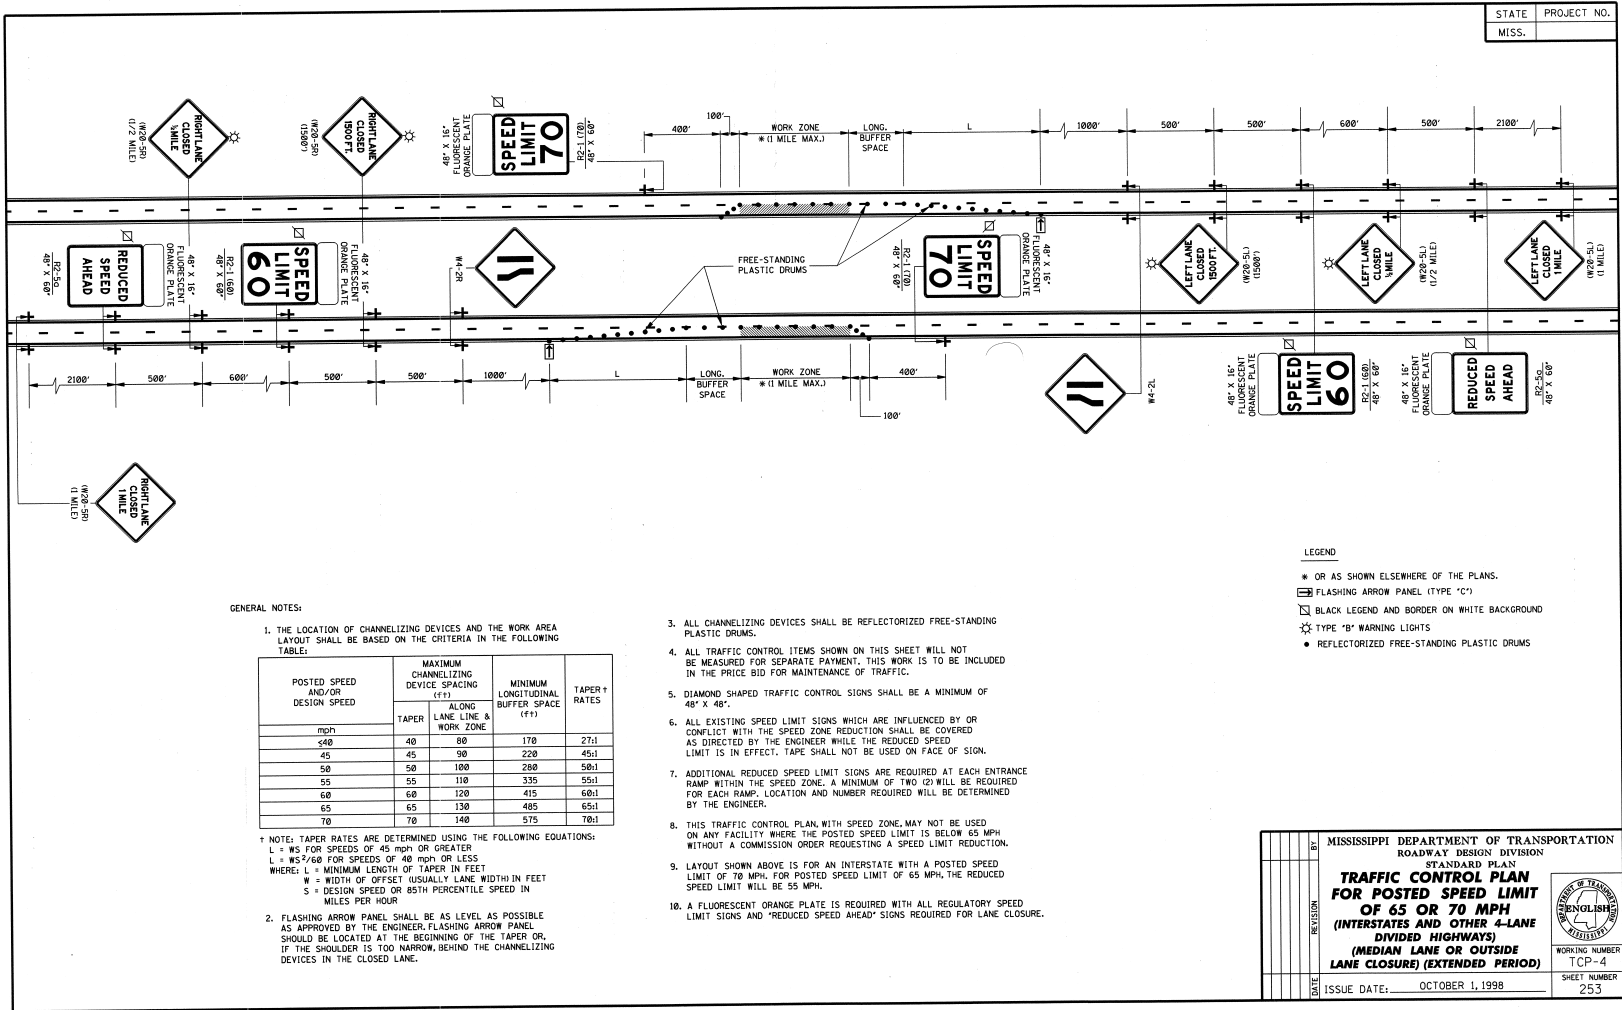 STATE PROJECT NO.
MISS.
RIGHT LANE
CLOSED
½ MILE
(W20-5R)
(1/2 MILE)
RIGHT LANE
CLOSED
1500 FT.
(W20-5R)
(1500')
48" X 16"
FLUORESCENT
ORANGE PLATE
SPEED
LIMIT
70
R2-1 (70)
48" X 60"
400'
100'
WORK ZONE
* (1 MILE MAX.)
LONG.
BUFFER
SPACE
L
1000'
500'
500'
600'
500'
2100'
R2-5a
48" X 60"
REDUCED
SPEED
AHEAD
48" X 16"
FLUORESCENT
ORANGE PLATE
R2-1 (60)
48" X 60"
SPEED
LIMIT
60
48" X 16"
FLUORESCENT
ORANGE PLATE
W4-2R
FREE-STANDING
PLASTIC DRUMS
R2-1 (70)
48" X 60"
SPEED
LIMIT
70
48" X 16"
FLUORESCENT
ORANGE PLATE
LEFT LANE
CLOSED
1500 FT.
(W20-5L)
(1500')
LEFT LANE
CLOSED
½ MILE
(W20-5L)
(1/2 MILE)
LEFT LANE
CLOSED
1 MILE
(W20-5L)
(1 MILE)
2100'
500'
600'
500'
500'
1000'
L
LONG.
BUFFER
SPACE
WORK ZONE
* (1 MILE MAX.)
400'
100'
W4-2L
48" X 16"
FLUORESCENT
ORANGE PLATE
SPEED
LIMIT
60
R2-1 (60)
48" X 60"
48" X 16"
FLUORESCENT
ORANGE PLATE
REDUCED
SPEED
AHEAD
R2-5a
48" X 60"
(W20-5R)
(1 MILE)
RIGHT LANE
CLOSED
1 MILE
LEGEND
* OR AS SHOWN ELSEWHERE OF THE PLANS.
FLASHING ARROW PANEL (TYPE "C")
BLACK LEGEND AND BORDER ON WHITE BACKGROUND
TYPE "B" WARNING LIGHTS
• REFLECTORIZED FREE-STANDING PLASTIC DRUMS
GENERAL NOTES:
1. THE LOCATION OF CHANNELIZING DEVICES AND THE WORK AREA
LAYOUT SHALL BE BASED ON THE CRITERIA IN THE FOLLOWING
TABLE:
POSTED SPEED
AND/OR
DESIGN SPEED
MAXIMUM
CHANNELIZING
DEVICE SPACING
(ft)
MINIMUM
LONGITUDINAL
BUFFER SPACE
(ft)
TAPER †
RATES
TAPER
ALONG
LANE LINE &
WORK ZONE
mph
≤40 40 80 170 27:1
45 45 90 220 45:1
50 50 100 280 50:1
55 55 110 335 55:1
60 60 120 415 60:1
65 65 130 485 65:1
70 70 140 575 70:1
† NOTE: TAPER RATES ARE DETERMINED USING THE FOLLOWING EQUATIONS:
L = WS FOR SPEEDS OF 45 mph OR GREATER
L = WS²/60 FOR SPEEDS OF 40 mph OR LESS
WHERE: L = MINIMUM LENGTH OF TAPER IN FEET
W = WIDTH OF OFFSET (USUALLY LANE WIDTH) IN FEET
S = DESIGN SPEED OR 85TH PERCENTILE SPEED IN
MILES PER HOUR
2. FLASHING ARROW PANEL SHALL BE AS LEVEL AS POSSIBLE
AS APPROVED BY THE ENGINEER. FLASHING ARROW PANEL
SHOULD BE LOCATED AT THE BEGINNING OF THE TAPER OR,
IF THE SHOULDER IS TOO NARROW, BEHIND THE CHANNELIZING
DEVICES IN THE CLOSED LANE.
3. ALL CHANNELIZING DEVICES SHALL BE REFLECTORIZED FREE-STANDING
PLASTIC DRUMS.
4. ALL TRAFFIC CONTROL ITEMS SHOWN ON THIS SHEET WILL NOT
BE MEASURED FOR SEPARATE PAYMENT. THIS WORK IS TO BE INCLUDED
IN THE PRICE BID FOR MAINTENANCE OF TRAFFIC.
5. DIAMOND SHAPED TRAFFIC CONTROL SIGNS SHALL BE A MINIMUM OF
48" X 48".
6. ALL EXISTING SPEED LIMIT SIGNS WHICH ARE INFLUENCED BY OR
CONFLICT WITH THE SPEED ZONE REDUCTION SHALL BE COVERED
AS DIRECTED BY THE ENGINEER WHILE THE REDUCED SPEED
LIMIT IS IN EFFECT. TAPE SHALL NOT BE USED ON FACE OF SIGN.
7. ADDITIONAL REDUCED SPEED LIMIT SIGNS ARE REQUIRED AT EACH ENTRANCE
RAMP WITHIN THE SPEED ZONE. A MINIMUM OF TWO (2) WILL BE REQUIRED
FOR EACH RAMP. LOCATION AND NUMBER REQUIRED WILL BE DETERMINED
BY THE ENGINEER.
8. THIS TRAFFIC CONTROL PLAN, WITH SPEED ZONE, MAY NOT BE USED
ON ANY FACILITY WHERE THE POSTED SPEED LIMIT IS BELOW 65 MPH
WITHOUT A COMMISSION ORDER REQUESTING A SPEED LIMIT REDUCTION.
9. LAYOUT SHOWN ABOVE IS FOR AN INTERSTATE WITH A POSTED SPEED
LIMIT OF 70 MPH. FOR POSTED SPEED LIMIT OF 65 MPH, THE REDUCED
SPEED LIMIT WILL BE 55 MPH.
10. A FLUORESCENT ORANGE PLATE IS REQUIRED WITH ALL REGULATORY SPEED
LIMIT SIGNS AND "REDUCED SPEED AHEAD" SIGNS REQUIRED FOR LANE CLOSURE.
BY
REVISION
DATE
MISSISSIPPI DEPARTMENT OF TRANSPORTATION
ROADWAY DESIGN DIVISION
STANDARD PLAN
TRAFFIC CONTROL PLAN
FOR POSTED SPEED LIMIT
OF 65 OR 70 MPH
(INTERSTATES AND OTHER 4-LANE
DIVIDED HIGHWAYS)
(MEDIAN LANE OR OUTSIDE
LANE CLOSURE) (EXTENDED PERIOD)
DEPARTMENT OF TRANSPORTATION
ENGLISH
MISSISSIPPI
WORKING NUMBER
TCP-4
ISSUE DATE: OCTOBER 1, 1998
SHEET NUMBER
253